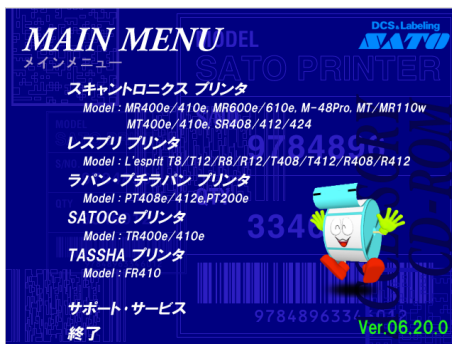 MAIN MENU
メインメニュー
DCS & Labeling
SATO
MODEL
SATO PRINTER
スキャントロニクス プリンタ
Model : MR400e/410e, MR600e/610e, M-48Pro, MT/MR110w
MT400e/410e, SR408/412/424
レスプリ プリンタ
Model : L'esprit T8/T12/R8/R12/T408/T412/R408/R412
ラパン・プチラパン プリンタ
Model : PT408e/412e,PT200e
SATOCe プリンタ
Model : TR400e/410e
TASSHA プリンタ
Model : FR410
サポート・サービス
終了
CD-ROM
Ver.06.20.0